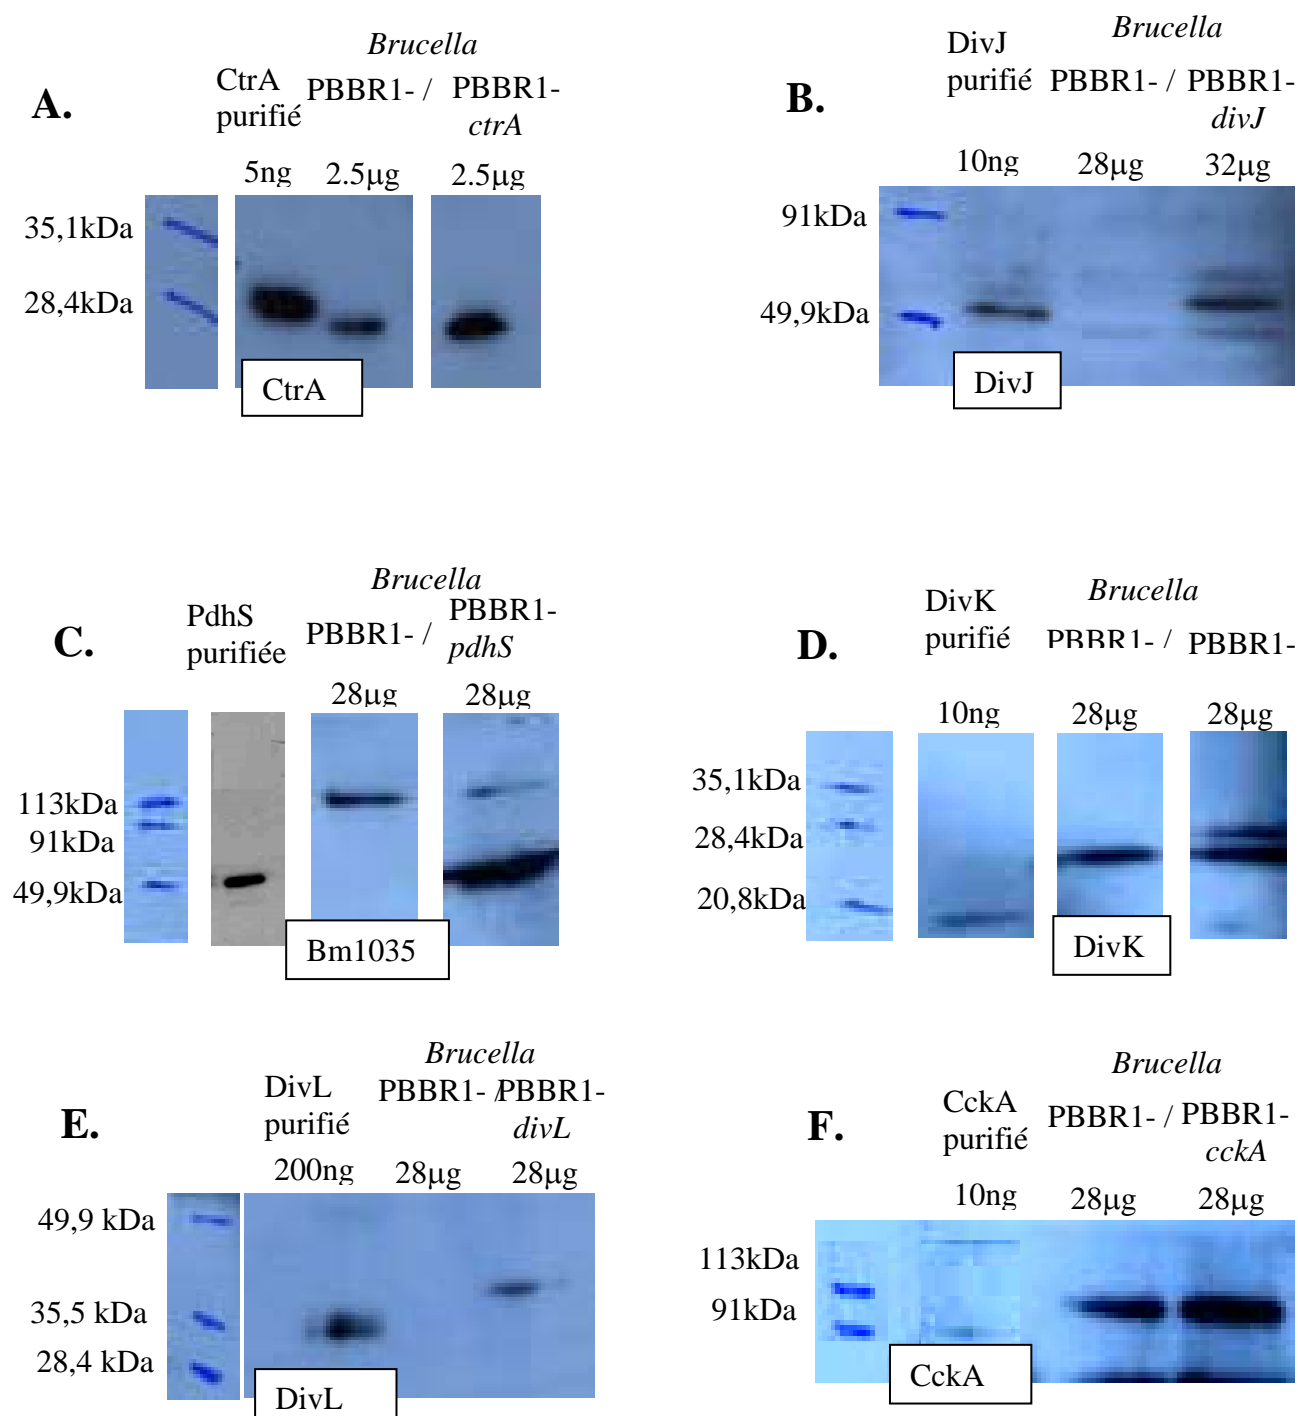 A.
Brucella
CtrA
purifié
PBBR1- / PBBR1-
ctrA
5ng 2.5µg 2.5µg
35,1kDa
28,4kDa
CtrA
B.
Brucella
DivJ
purifié
PBBR1- / PBBR1-
divJ
10ng 28µg 32µg
91kDa
49,9kDa
DivJ
C.
Brucella
PdhS
purifiée
PBBR1- / PBBR1-
pdhS
28µg 28µg
113kDa
91kDa
49,9kDa
Bm1035
D.
Brucella
DivK
purifié
PBBR1- / PBBR1-
10ng 28µg 28µg
35,1kDa
28,4kDa
20,8kDa
DivK
E.
Brucella
DivL
purifié
PBBR1- / PBBR1-
divL
200ng 28µg 28µg
49,9 kDa
35,5 kDa
28,4 kDa
DivL
F.
Brucella
CckA
purifié
PBBR1- / PBBR1-
cckA
10ng 28µg 28µg
113kDa
91kDa
CckA